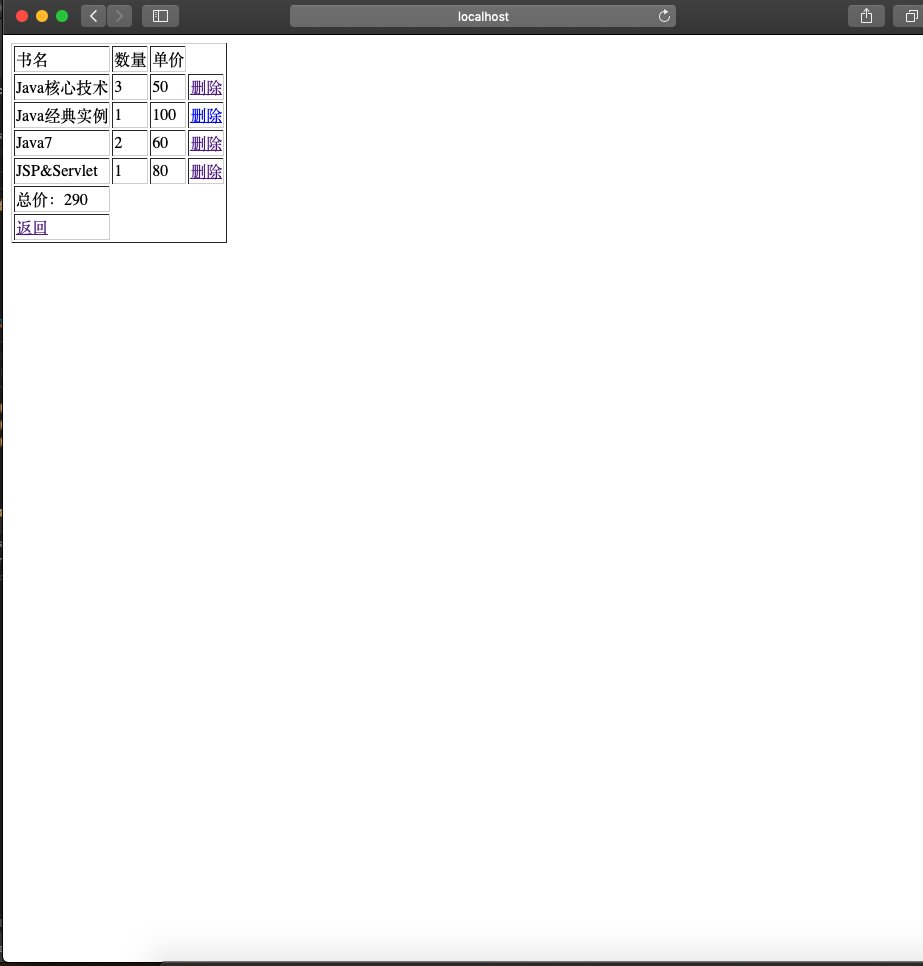 localhost
书名 数量 单价
Java核心技术 3 50 删除
Java经典实例 1 100 删除
Java7 2 60 删除
JSP&Servlet 1 80 删除
总价：290
返回